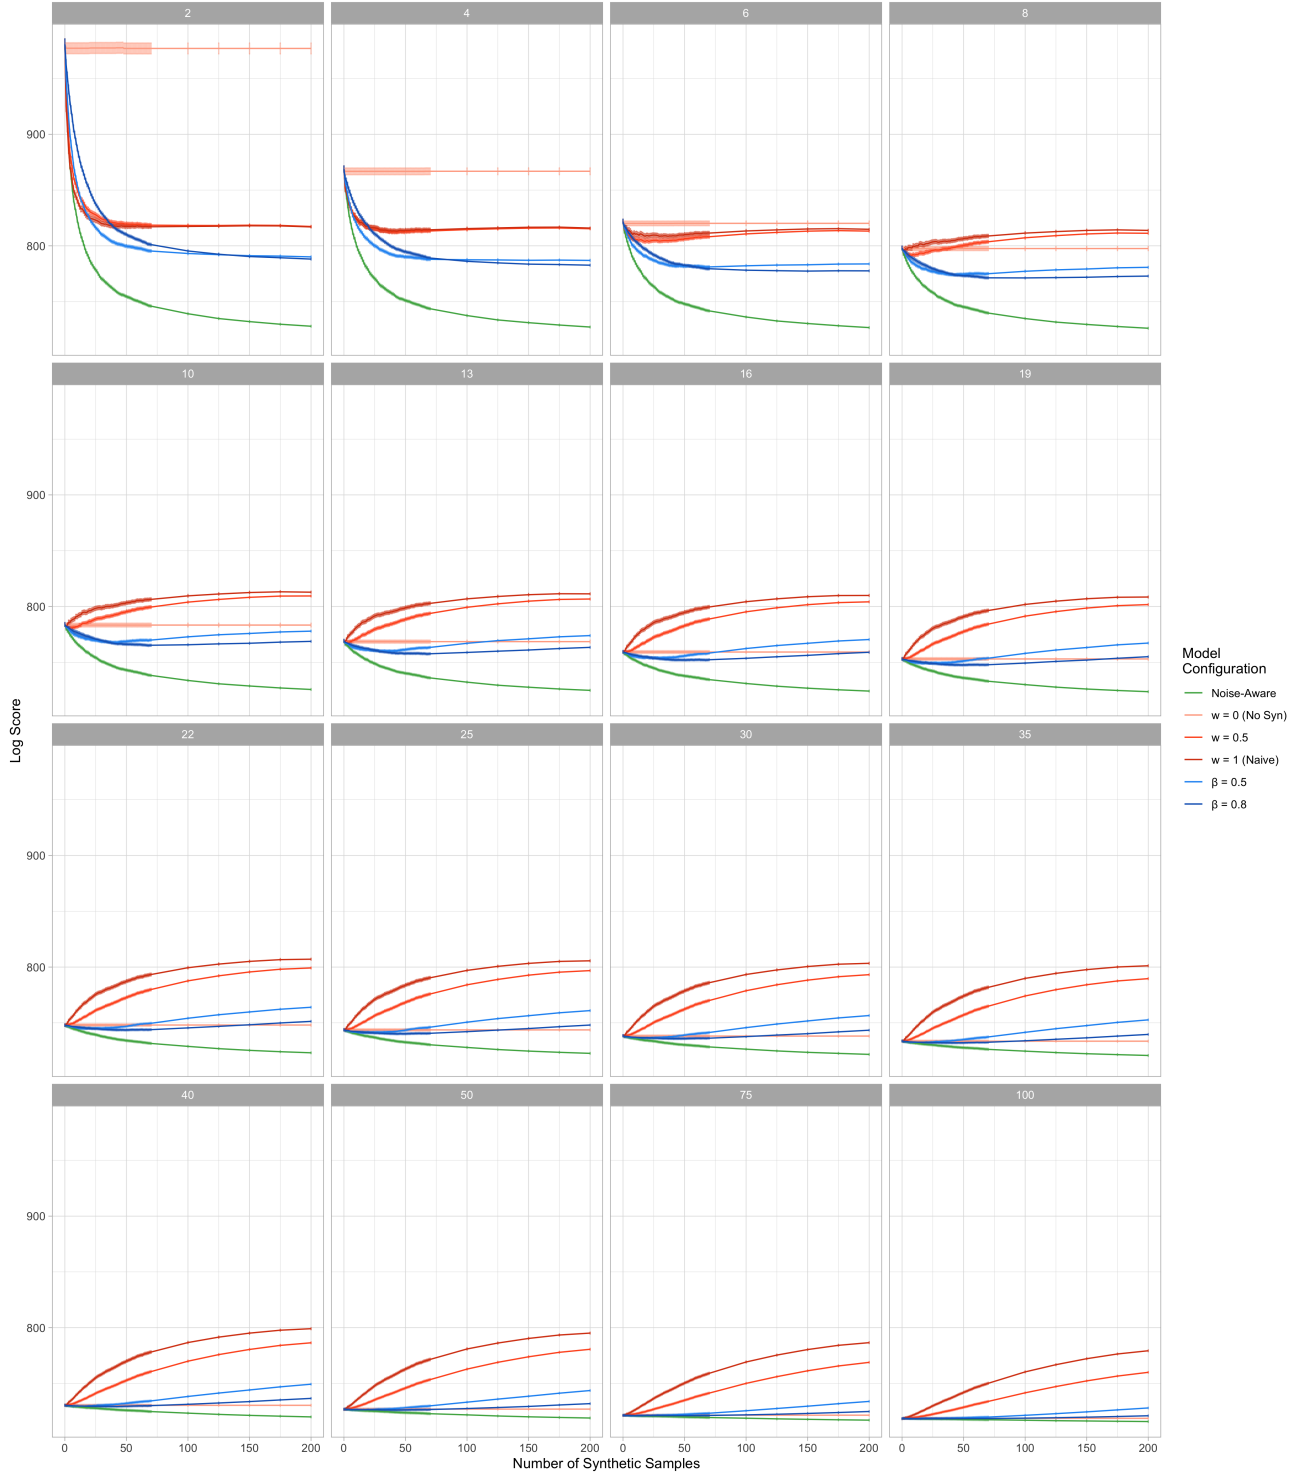 2 4 6 8
900
800
10 13 16 19
900
800
22 25 30 35
900
800
40 50 75 100
900
800
0 50 100 150 200 0 50 100 150 200 0 50 100 150 200 0 50 100 150 200
Number of Synthetic Samples
Log Score
Model
Configuration
Noise-Aware
w = 0 (No Syn)
w = 0.5
w = 1 (Naive)
β = 0.5
β = 0.8